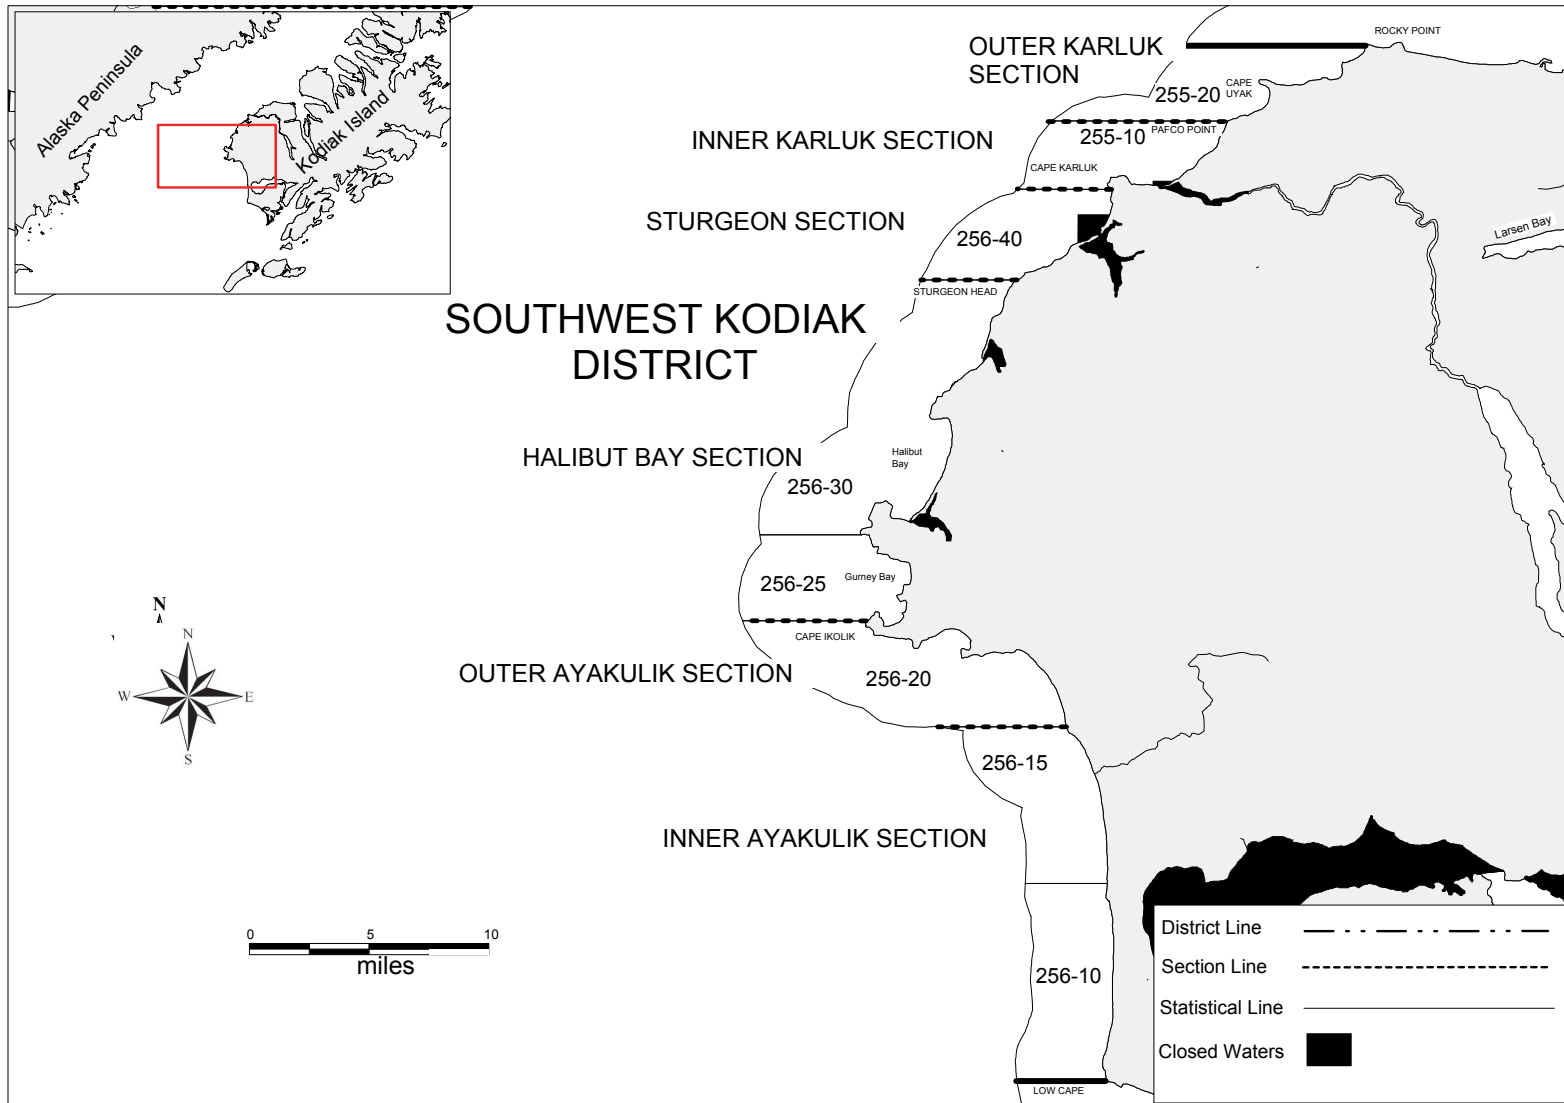 Alaska Peninsula
Kodiak Island
ROCKY POINT
OUTER KARLUK
SECTION
CAPE
UYAK
255-20
PAFCO POINT
INNER KARLUK SECTION
255-10
CAPE KARLUK
STURGEON SECTION
256-40
Larsen Bay
STURGEON HEAD
SOUTHWEST KODIAK
DISTRICT
HALIBUT BAY SECTION
Halibut
Bay
256-30
256-25
Gurney Bay
CAPE IKOLIK
OUTER AYAKULIK SECTION
256-20
N
N
W
E
S
256-15
INNER AYAKULIK SECTION
0 5 10
miles
256-10
LOW CAPE
District Line
Section Line
Statistical Line
Closed Waters